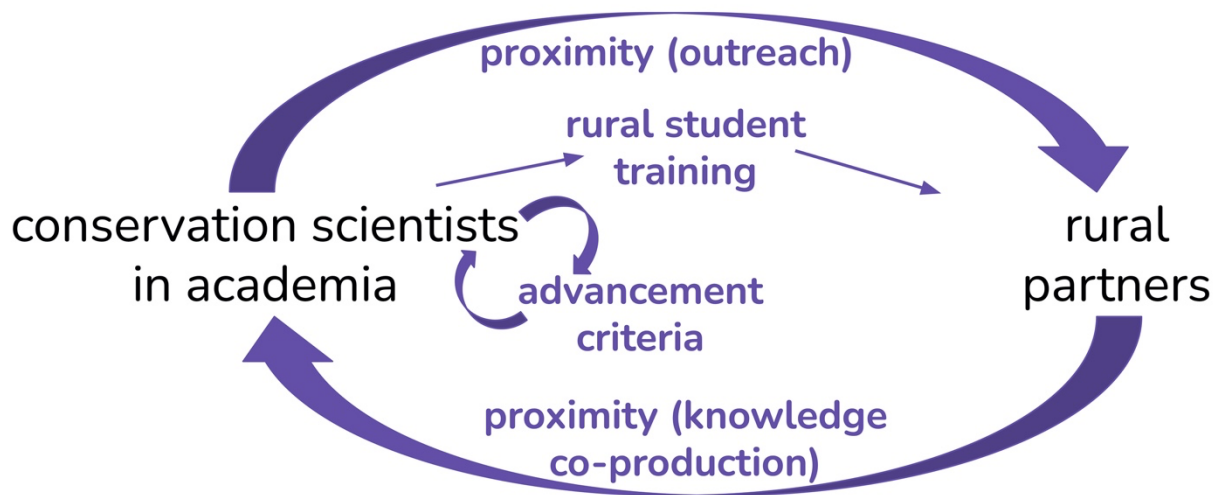 proximity (outreach)
rural student
training
conservation scientists
in academia
rural
partners
advancement
criteria
proximity (knowledge
co-production)